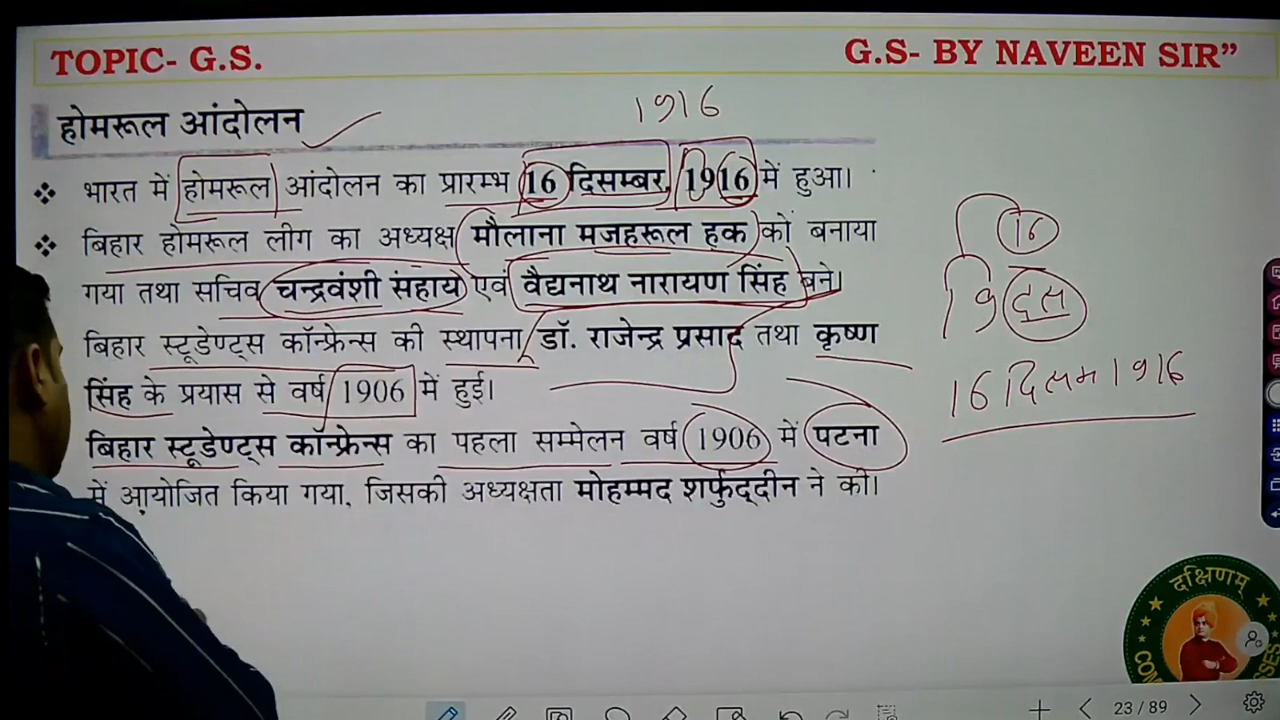 TOPIC- G.S.
G.S- BY NAVEEN SIR”
1916
होमरूल आंदोलन
❖ भारत में होमरूल आंदोलन का प्रारम्भ 16 दिसम्बर, 1916 में हुआ।
❖ बिहार होमरूल लीग का अध्यक्ष मौलाना मजहरूल हक को बनाया
गया तथा सचिव चन्द्रवंशी संहाय एवं वैद्यनाथ नारायण सिंह बने।
बिहार स्टूडेण्ट्स कॉन्फ्रेन्स की स्थापना डॉ. राजेन्द्र प्रसाद तथा कृष्ण
सिंह के प्रयास से वर्ष 1906 में हुई।
बिहार स्टूडेण्ट्स कॉन्फ्रेन्स का पहला सम्मेलन वर्ष 1906 में पटना
में आयोजित किया गया, जिसकी अध्यक्षता मोहम्मद शर्फुद्दीन ने की।
16
19 दिस
16 दिसम 1916
दक्षिणम्
23 / 89